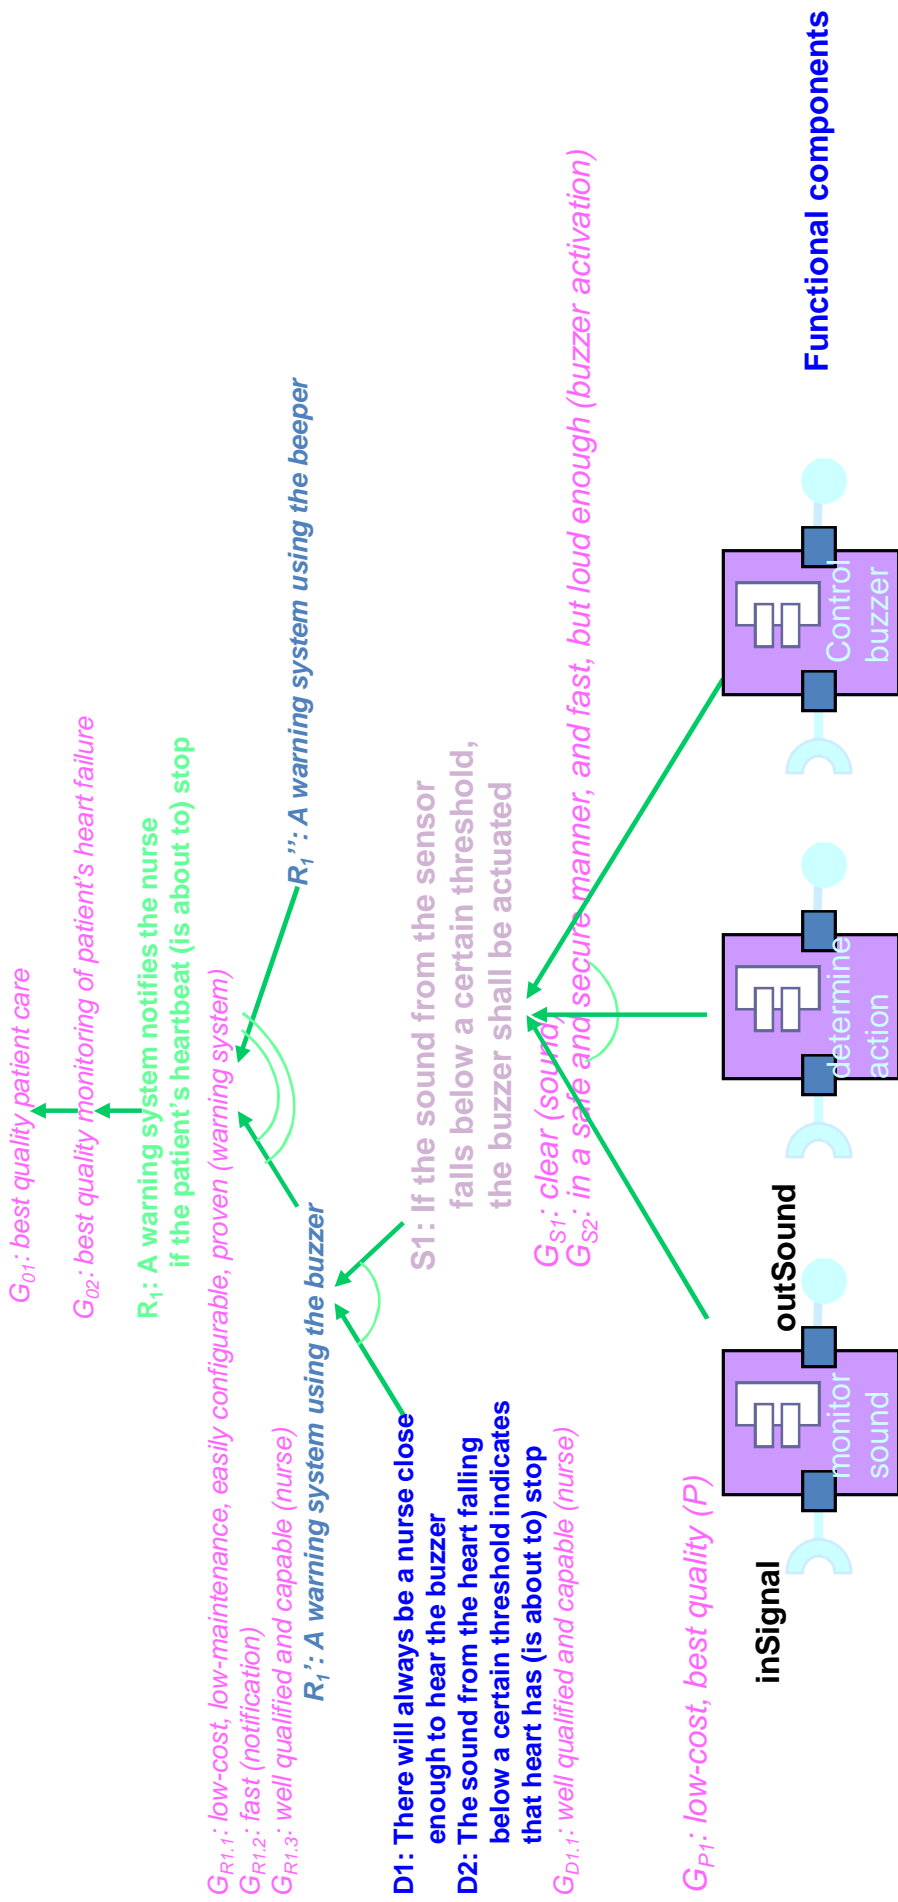 G01: best quality patient care
G02: best quality monitoring of patient's heart failure
R1: A warning system notifies the nurse
if the patient's heartbeat (is about to) stop
GR1.1: low-cost, low-maintenance, easily configurable, proven (warning system)
GR1.2: fast (notification)
GR1.3: well qualified and capable (nurse)
R1': A warning system using the buzzer
R1'': A warning system using the beeper
D1: There will always be a nurse close
enough to hear the buzzer
D2: The sound from the heart falling
below a certain threshold indicates
that heart has (is about to) stop
GD1.1: well qualified and capable (nurse)
S1: If the sound from the sensor
falls below a certain threshold,
the buzzer shall be actuated
GS1: clear (sound)
GS2: in a safe and secure manner, and fast, but loud enough (buzzer activation)
GP1: low-cost, best quality (P)
inSignal
outSound
monitor
sound
determine
action
Control
buzzer
Functional components